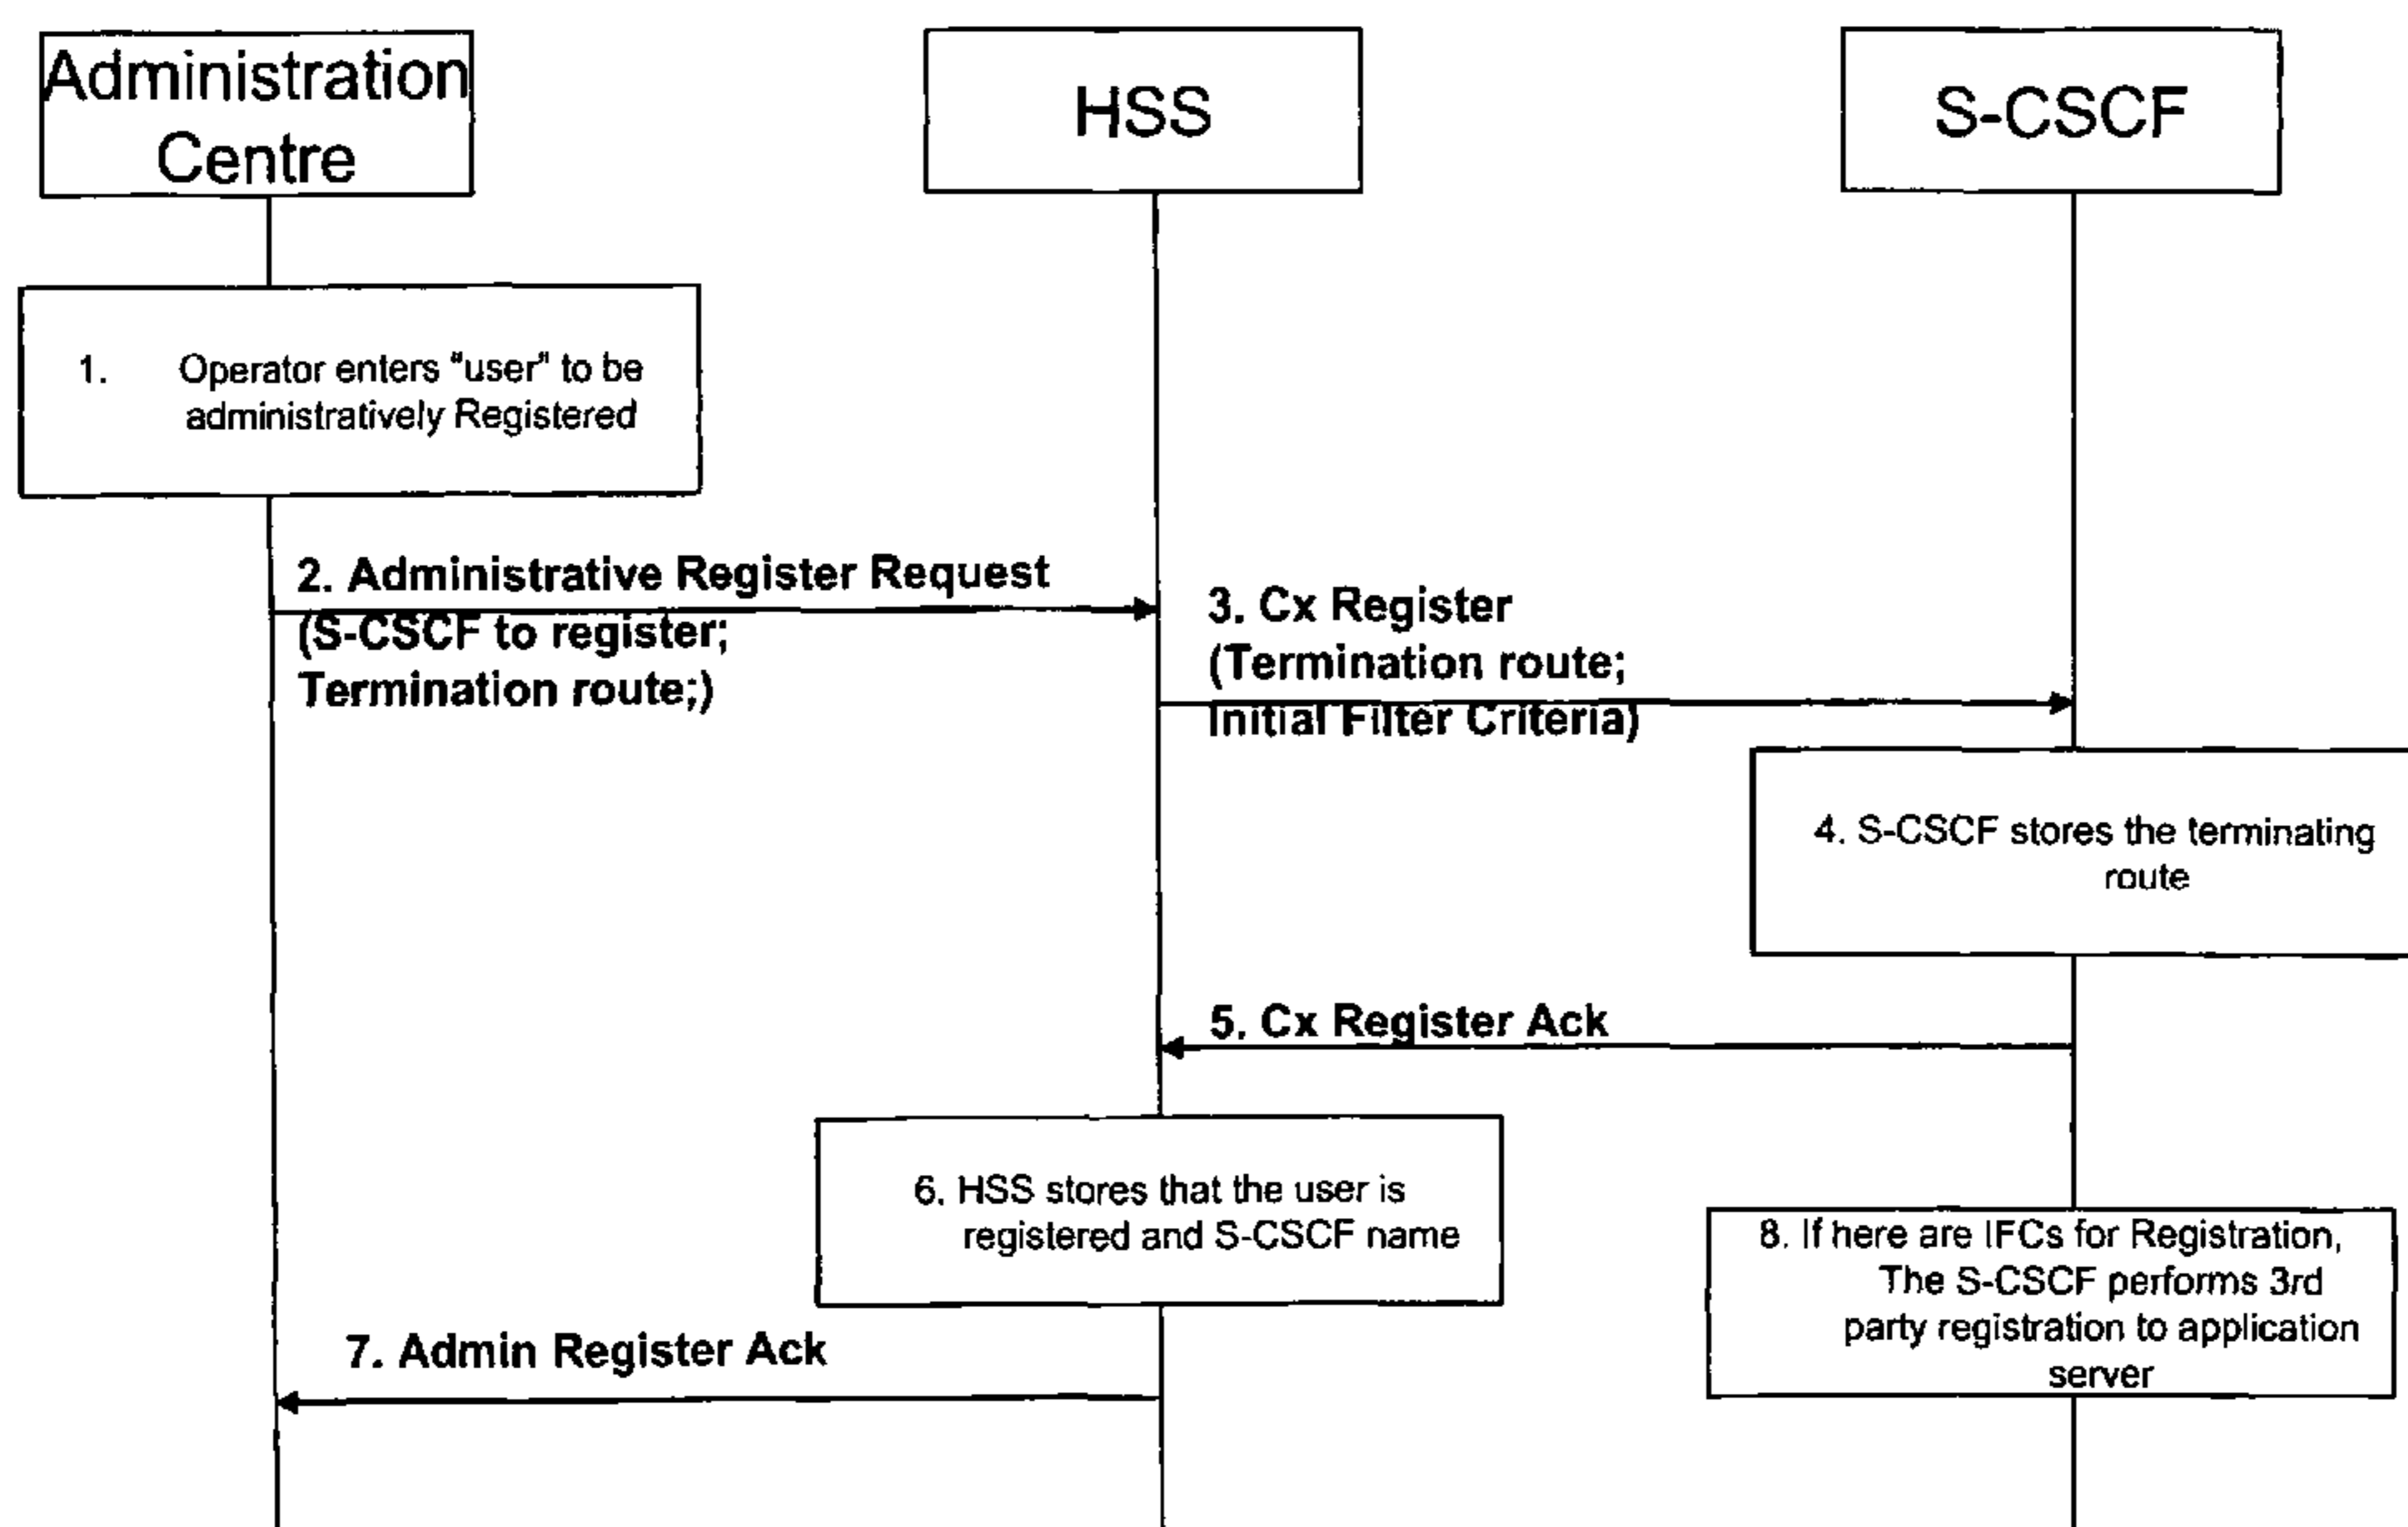 Administration
Centre
HSS
S-CSCF
1. Operator enters "user" to be
administratively Registered
2. Administrative Register Request
(S-CSCF to register;
Termination route;)
3. Cx Register
(Termination route;
Initial Filter Criteria)
4. S-CSCF stores the terminating
route
5. Cx Register Ack
6. HSS stores that the user is
registered and S-CSCF name
7. Admin Register Ack
8. If here are IFCs for Registration,
The S-CSCF performs 3rd
party registration to application
server